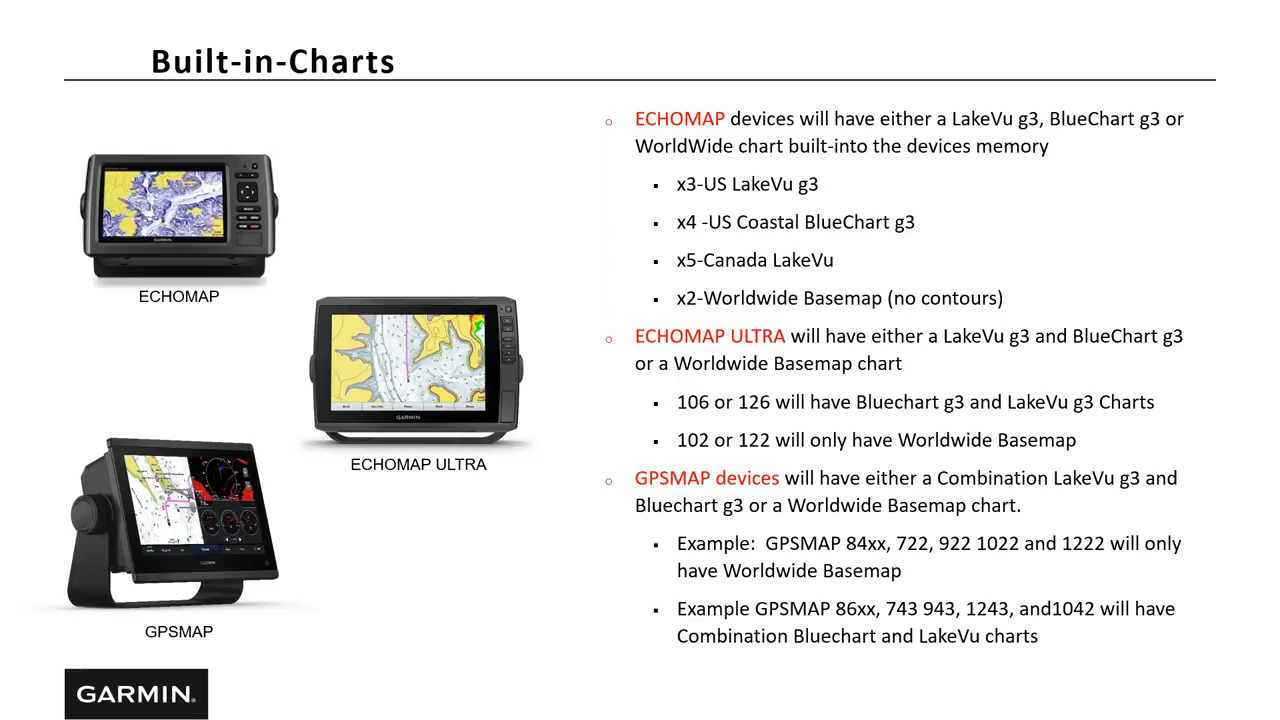 Built-in-Charts
ECHOMAP devices will have either a LakeVu g3, BlueChart g3 or
WorldWide chart built-into the devices memory
x3-US LakeVu g3
x4 -US Coastal BlueChart g3
x5-Canada LakeVu
x2-Worldwide Basemap (no contours)
ECHOMAP ULTRA will have either a LakeVu g3 and BlueChart g3
or a Worldwide Basemap chart
106 or 126 will have Bluechart g3 and LakeVu g3 Charts
102 or 122 will only have Worldwide Basemap
GPSMAP devices will have either a Combination LakeVu g3 and
Bluechart g3 or a Worldwide Basemap chart.
Example:  GPSMAP 84xx, 722, 922 1022 and 1222 will only
have Worldwide Basemap
Example GPSMAP 86xx, 743 943, 1243, and1042 will have
Combination Bluechart and LakeVu charts
GARMIN
ECHOMAP
GARMIN
ECHOMAP ULTRA
GARMIN
GPSMAP
GARMIN.